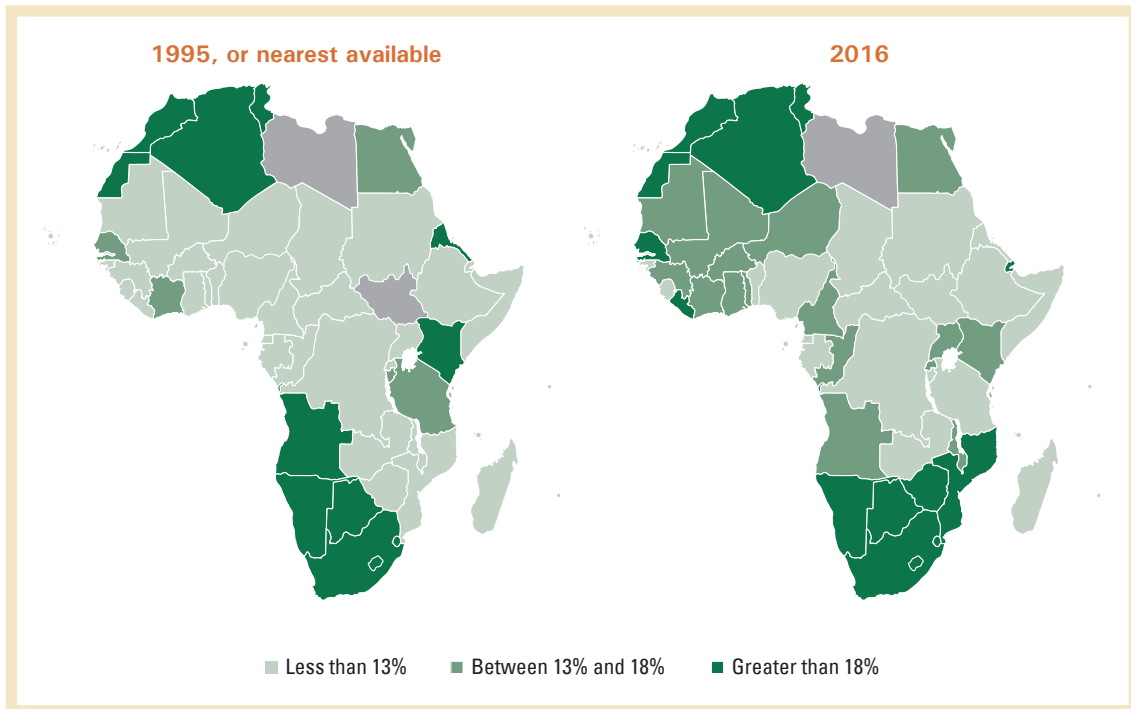 1995, or nearest available
2016
Less than 13%
Between 13% and 18%
Greater than 18%